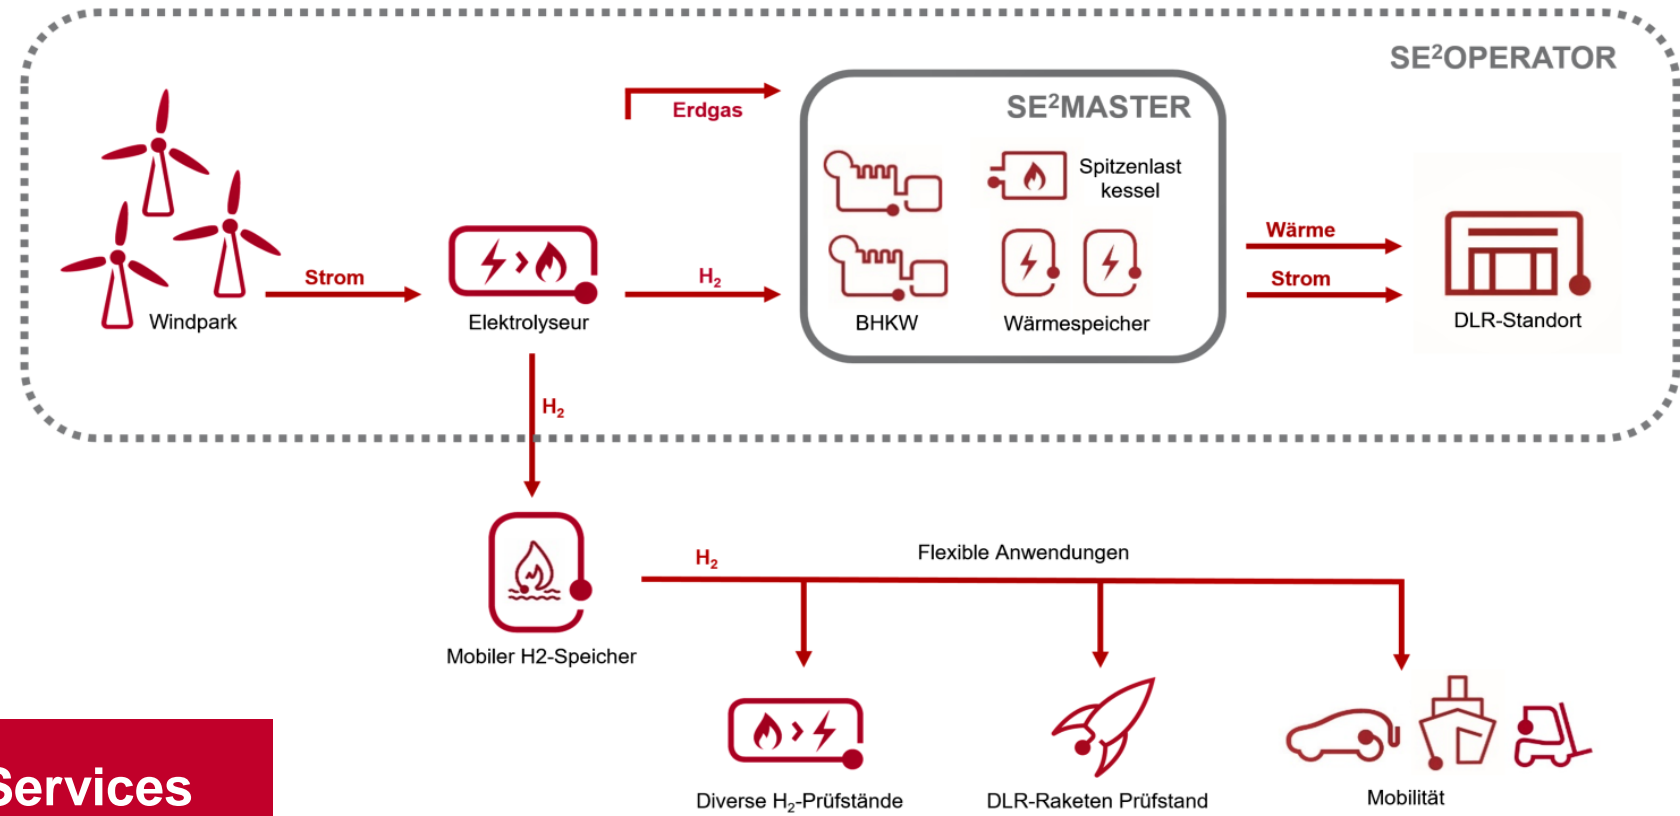 SE²OPERATOR
SE²MASTER
Erdgas
Spitzenlast
kessel
Wärme
Strom
H₂
Strom
Windpark
Elektrolyseur
BHKW
Wärmespeicher
DLR-Standort
H₂
H₂
Flexible Anwendungen
Mobiler H2-Speicher
Services
Diverse H₂-Prüfstände
DLR-Raketen Prüfstand
Mobilität